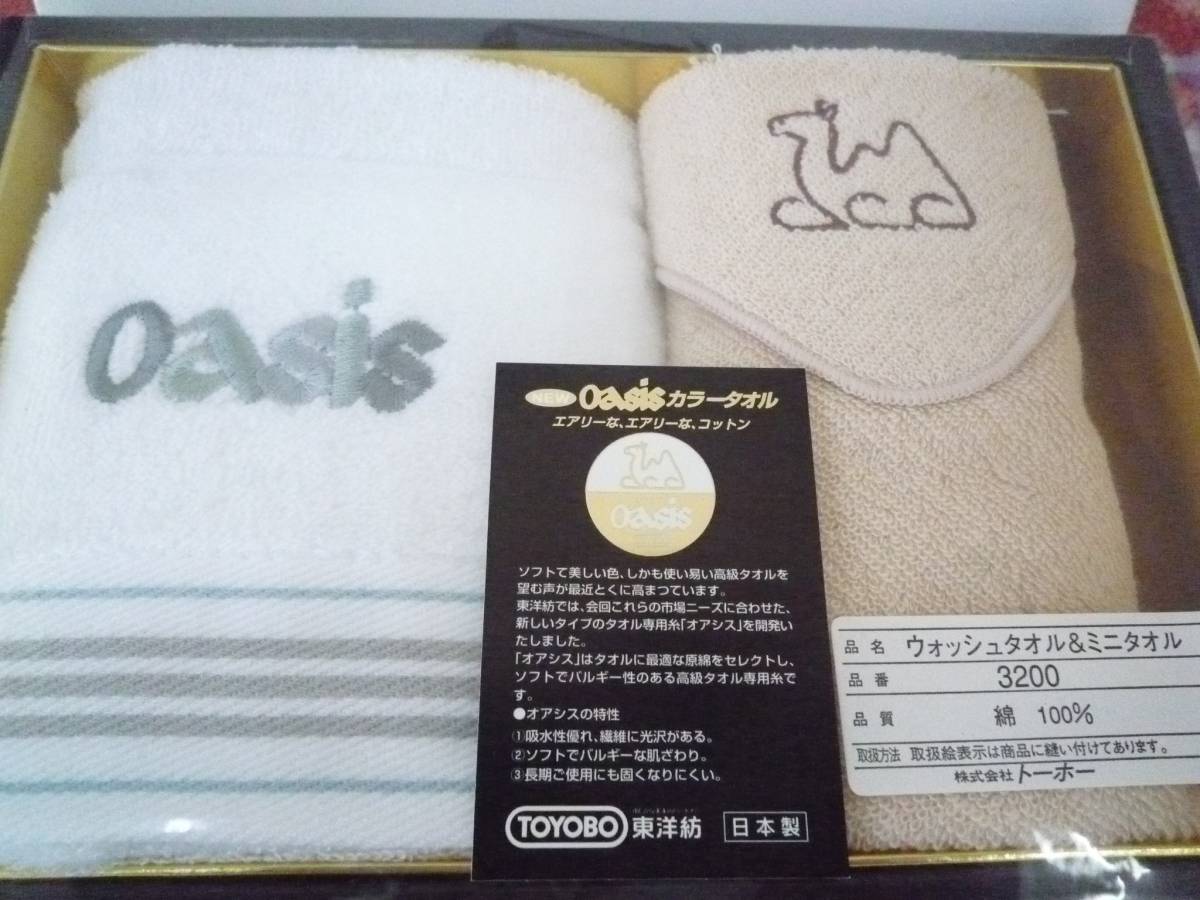 oasis
NEW oasisカラータオル
エアリーな、エアリーな、コットン
oasis
ソフトで美しい色、しかも使い易い高級タオルを
望む声が最近とくに高まつています。
東洋紡では、会回これらの市場ニーズに合わせた、
新しいタイプのタオル専用糸「オアシス」を開発い
たしました。
「オアシス」はタオルに最適な原綿をセレクトし、
ソフトでバルギー性のある高級タオル専用糸で
す。
●オアシスの特性
①吸水性優れ、繊維に光沢がある。
②ソフトでバルギーな肌ざわり。
③長期ご使用にも固くなりにくい。
TOYOBO 東洋紡 日本製
品名 ウォッシュタオル&ミニタオル
品番 3200
品質 綿 100%
取扱方法 取扱絵表示は商品に縫い付けてあります。
株式会社トーホー